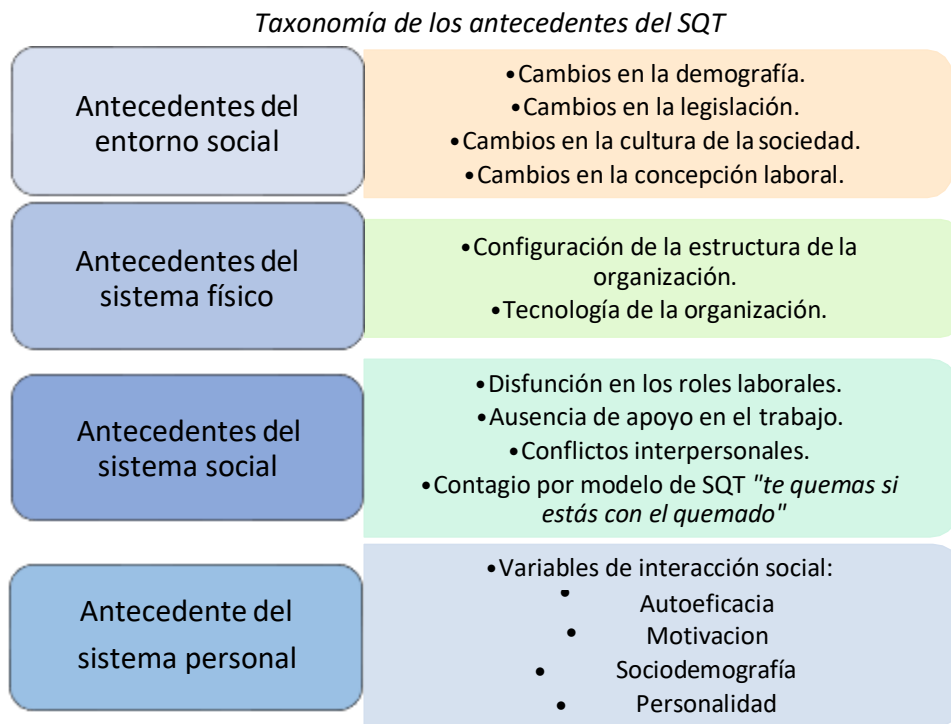 Taxonomía de los antecedentes del SQT
Antecedentes del
entorno social
•Cambios en la demografía.
•Cambios en la legislación.
•Cambios en la cultura de la sociedad.
•Cambios en la concepción laboral.
Antecedentes del
sistema físico
•Configuración de la estructura de la
organización.
•Tecnología de la organización.
Antecedentes del
sistema social
•Disfunción en los roles laborales.
•Ausencia de apoyo en el trabajo.
•Conflictos interpersonales.
•Contagio por modelo de SQT "te quemas si
estás con el quemado"
Antecedente del
sistema personal
•Variables de interacción social:
• Autoeficacia
• Motivacion
• Sociodemografía
• Personalidad